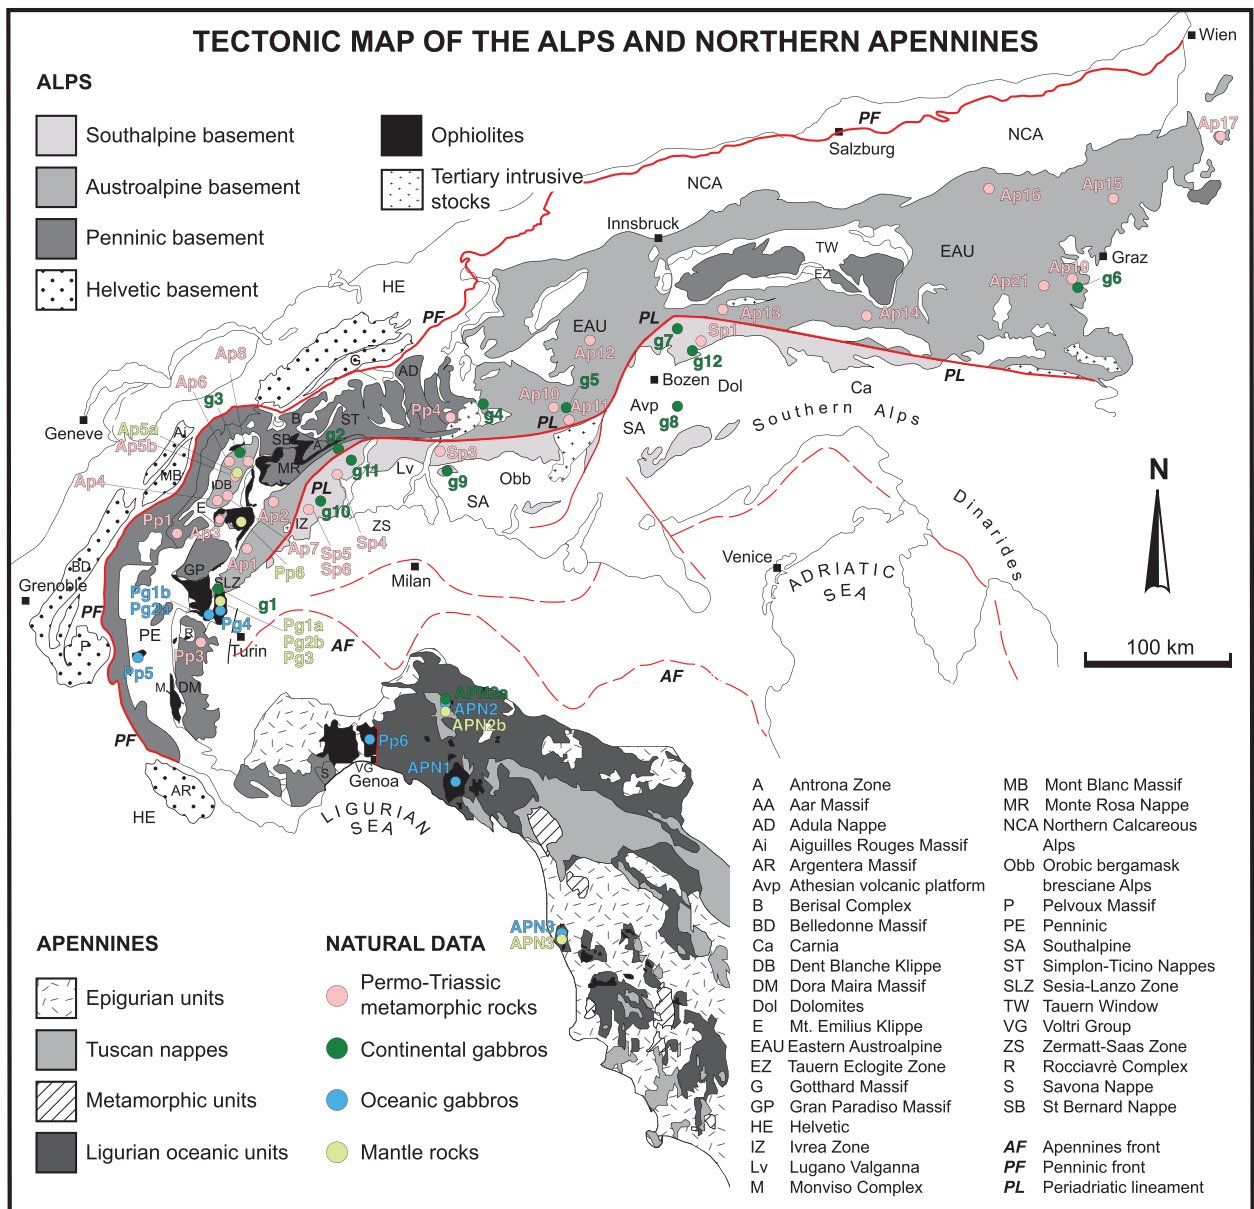 TECTONIC MAP OF THE ALPS AND NORTHERN APENNINES
ALPS
Southalpine basement
Austroalpine basement
Penninic basement
Helvetic basement
Ophiolites
Tertiary intrusive
stocks
Wien
PF
NCA
Ap17
Salzburg
NCA
Ap16
Ap15
Innsbruck
TW
EAU
Graz
EZ
Ap19
Ap21
g6
HE
PF
Ap13
Ap14
PL
EAU
g7
Sp1
Ap12
g12
Ap8
G
AD
Ap6
g3
g5
Bozen
Dol
Ca
PL
Ap10
Ap11
Avp
SA
g8
Southern Alps
Geneve
Ap5a
Ap5b
Ai
B
ST
Pp4
g4
PL
SB
g2
MR
Sp3
g11
Lv
g9
Obb
SA
Ap4
MB
DB
PL
E
g10
Dinarides
N
Pp1
Ap3
Ap2
IZ
ZS
Ap7
Sp5
Sp4
Sp6
Ap1
Pp6
BD
GP
SLZ
Venice
Milan
ADRIATIC
SEA
Grenoble
PF
Pg1b
Pg2a
g1
Pg4
Pg1a
Pg2b
Pg3
PE
R
Turin
AF
P
Pp3
Pp5
M
DM
100 km
AF
APN2a
APN2
APN2b
PF
Pp6
APN1
S
VG
Genoa
AR
HE
LIGURIAN
SEA
APN3
APN3
APENNINES
Epigurian units
Tuscan nappes
Metamorphic units
Ligurian oceanic units
NATURAL DATA
Permo-Triassic
metamorphic rocks
Continental gabbros
Oceanic gabbros
Mantle rocks
A Antrona Zone
AA Aar Massif
AD Adula Nappe
Ai Aiguilles Rouges Massif
AR Argentera Massif
Avp Athesian volcanic platform
B Berisal Complex
BD Belledonne Massif
Ca Carnia
DB Dent Blanche Klippe
DM Dora Maira Massif
Dol Dolomites
E Mt. Emilius Klippe
EAU Eastern Austroalpine
EZ Tauern Eclogite Zone
G Gotthard Massif
GP Gran Paradiso Massif
HE Helvetic
IZ Ivrea Zone
Lv Lugano Valganna
M Monviso Complex
MB Mont Blanc Massif
MR Monte Rosa Nappe
NCA Northern Calcareous
Alps
Obb Orobic bergamask
bresciane Alps
P Pelvoux Massif
PE Penninic
SA Southalpine
ST Simplon-Ticino Nappes
SLZ Sesia-Lanzo Zone
TW Tauern Window
VG Voltri Group
ZS Zermatt-Saas Zone
R Rocciavrè Complex
S Savona Nappe
SB St Bernard Nappe
AF Apennines front
PF Penninic front
PL Periadriatic lineament